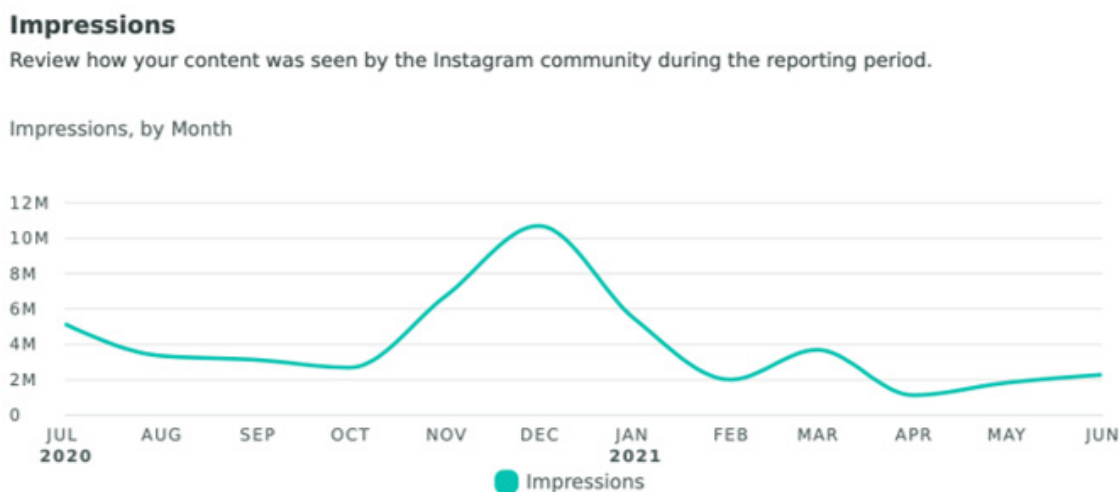 Impressions
Review how your content was seen by the Instagram community during the reporting period.
Impressions, by Month
12M
10M
8M
6M
4M
2M
0
JUL AUG SEP OCT NOV DEC JAN FEB MAR APR MAY JUN
2020 2021
Impressions